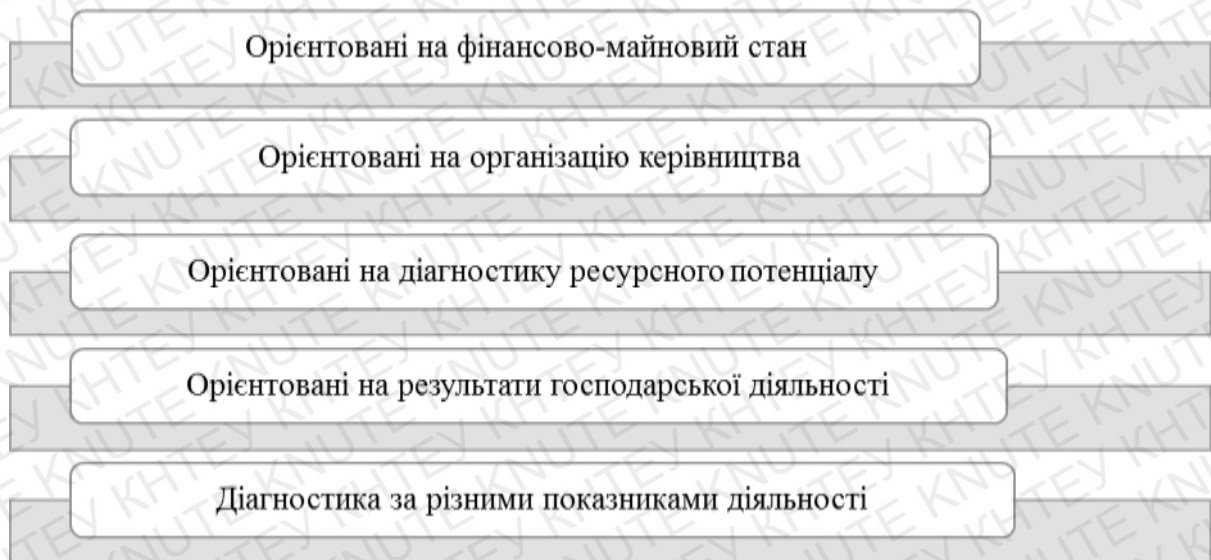 Орієнтовані на фінансово-майновий стан
Орієнтовані на організацію керівництва
Орієнтовані на діагностику ресурсного потенціалу
Орієнтовані на результати господарської діяльності
Діагностика за різними показниками діяльності